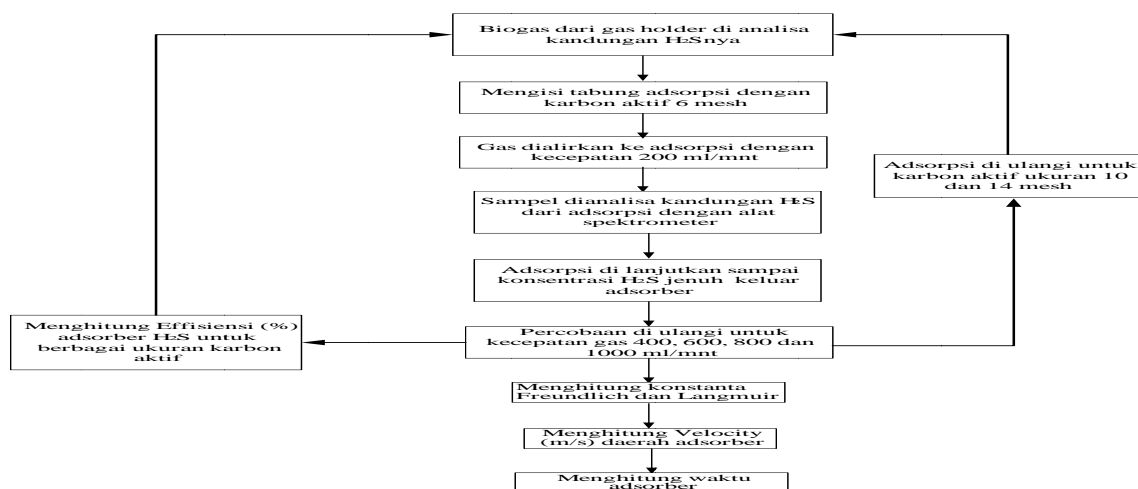 Biogas dari gas holder di analisa
kandungan H2Snya
Mengisi tabung adsorpsi dengan
karbon aktif 6 mesh
Gas dialirkan ke adsorpsi dengan
kecepatan 200 ml/mnt
Adsorpsi di ulangi untuk
karbon aktif ukuran 10
dan 14 mesh
Sampel dianalisa kandungan H2S
dari adsorpsi dengan alat
spektrometer
Adsorpsi di lanjutkan sampai
konsentrasi H2S jenuh keluar
adsorber
Menghitung Effisiensi (%)
adsorber H2S untuk
berbagai ukuran karbon
aktif
Percobaan di ulangi untuk
kecepatan gas 400, 600, 800 dan
1000 ml/mnt
Menghitung konstanta
Freundlich dan Langmuir
Menghitung Velocity
(m/s) daerah adsorber
Menghitung waktu
adsorber